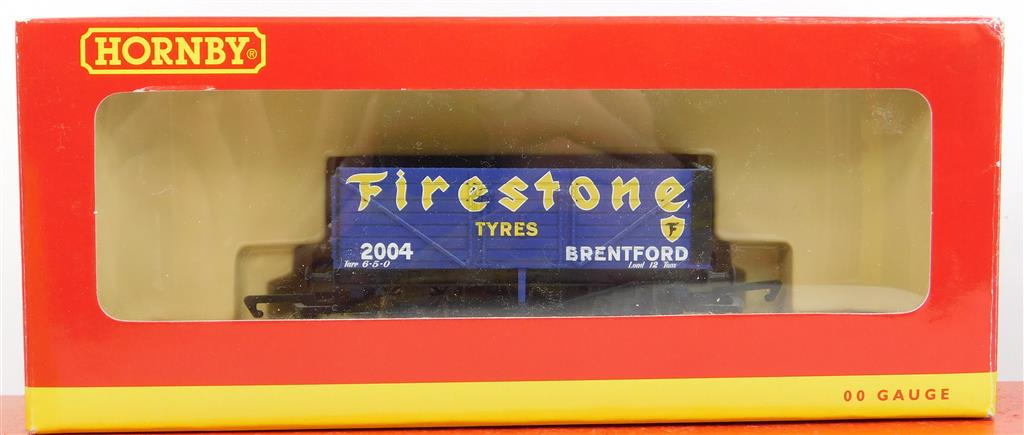 HORNBY®
Firestone
TYRES
F
2004 BRENTFORD
Tare 6-5-0 Load 12 Tons
00 GAUGE